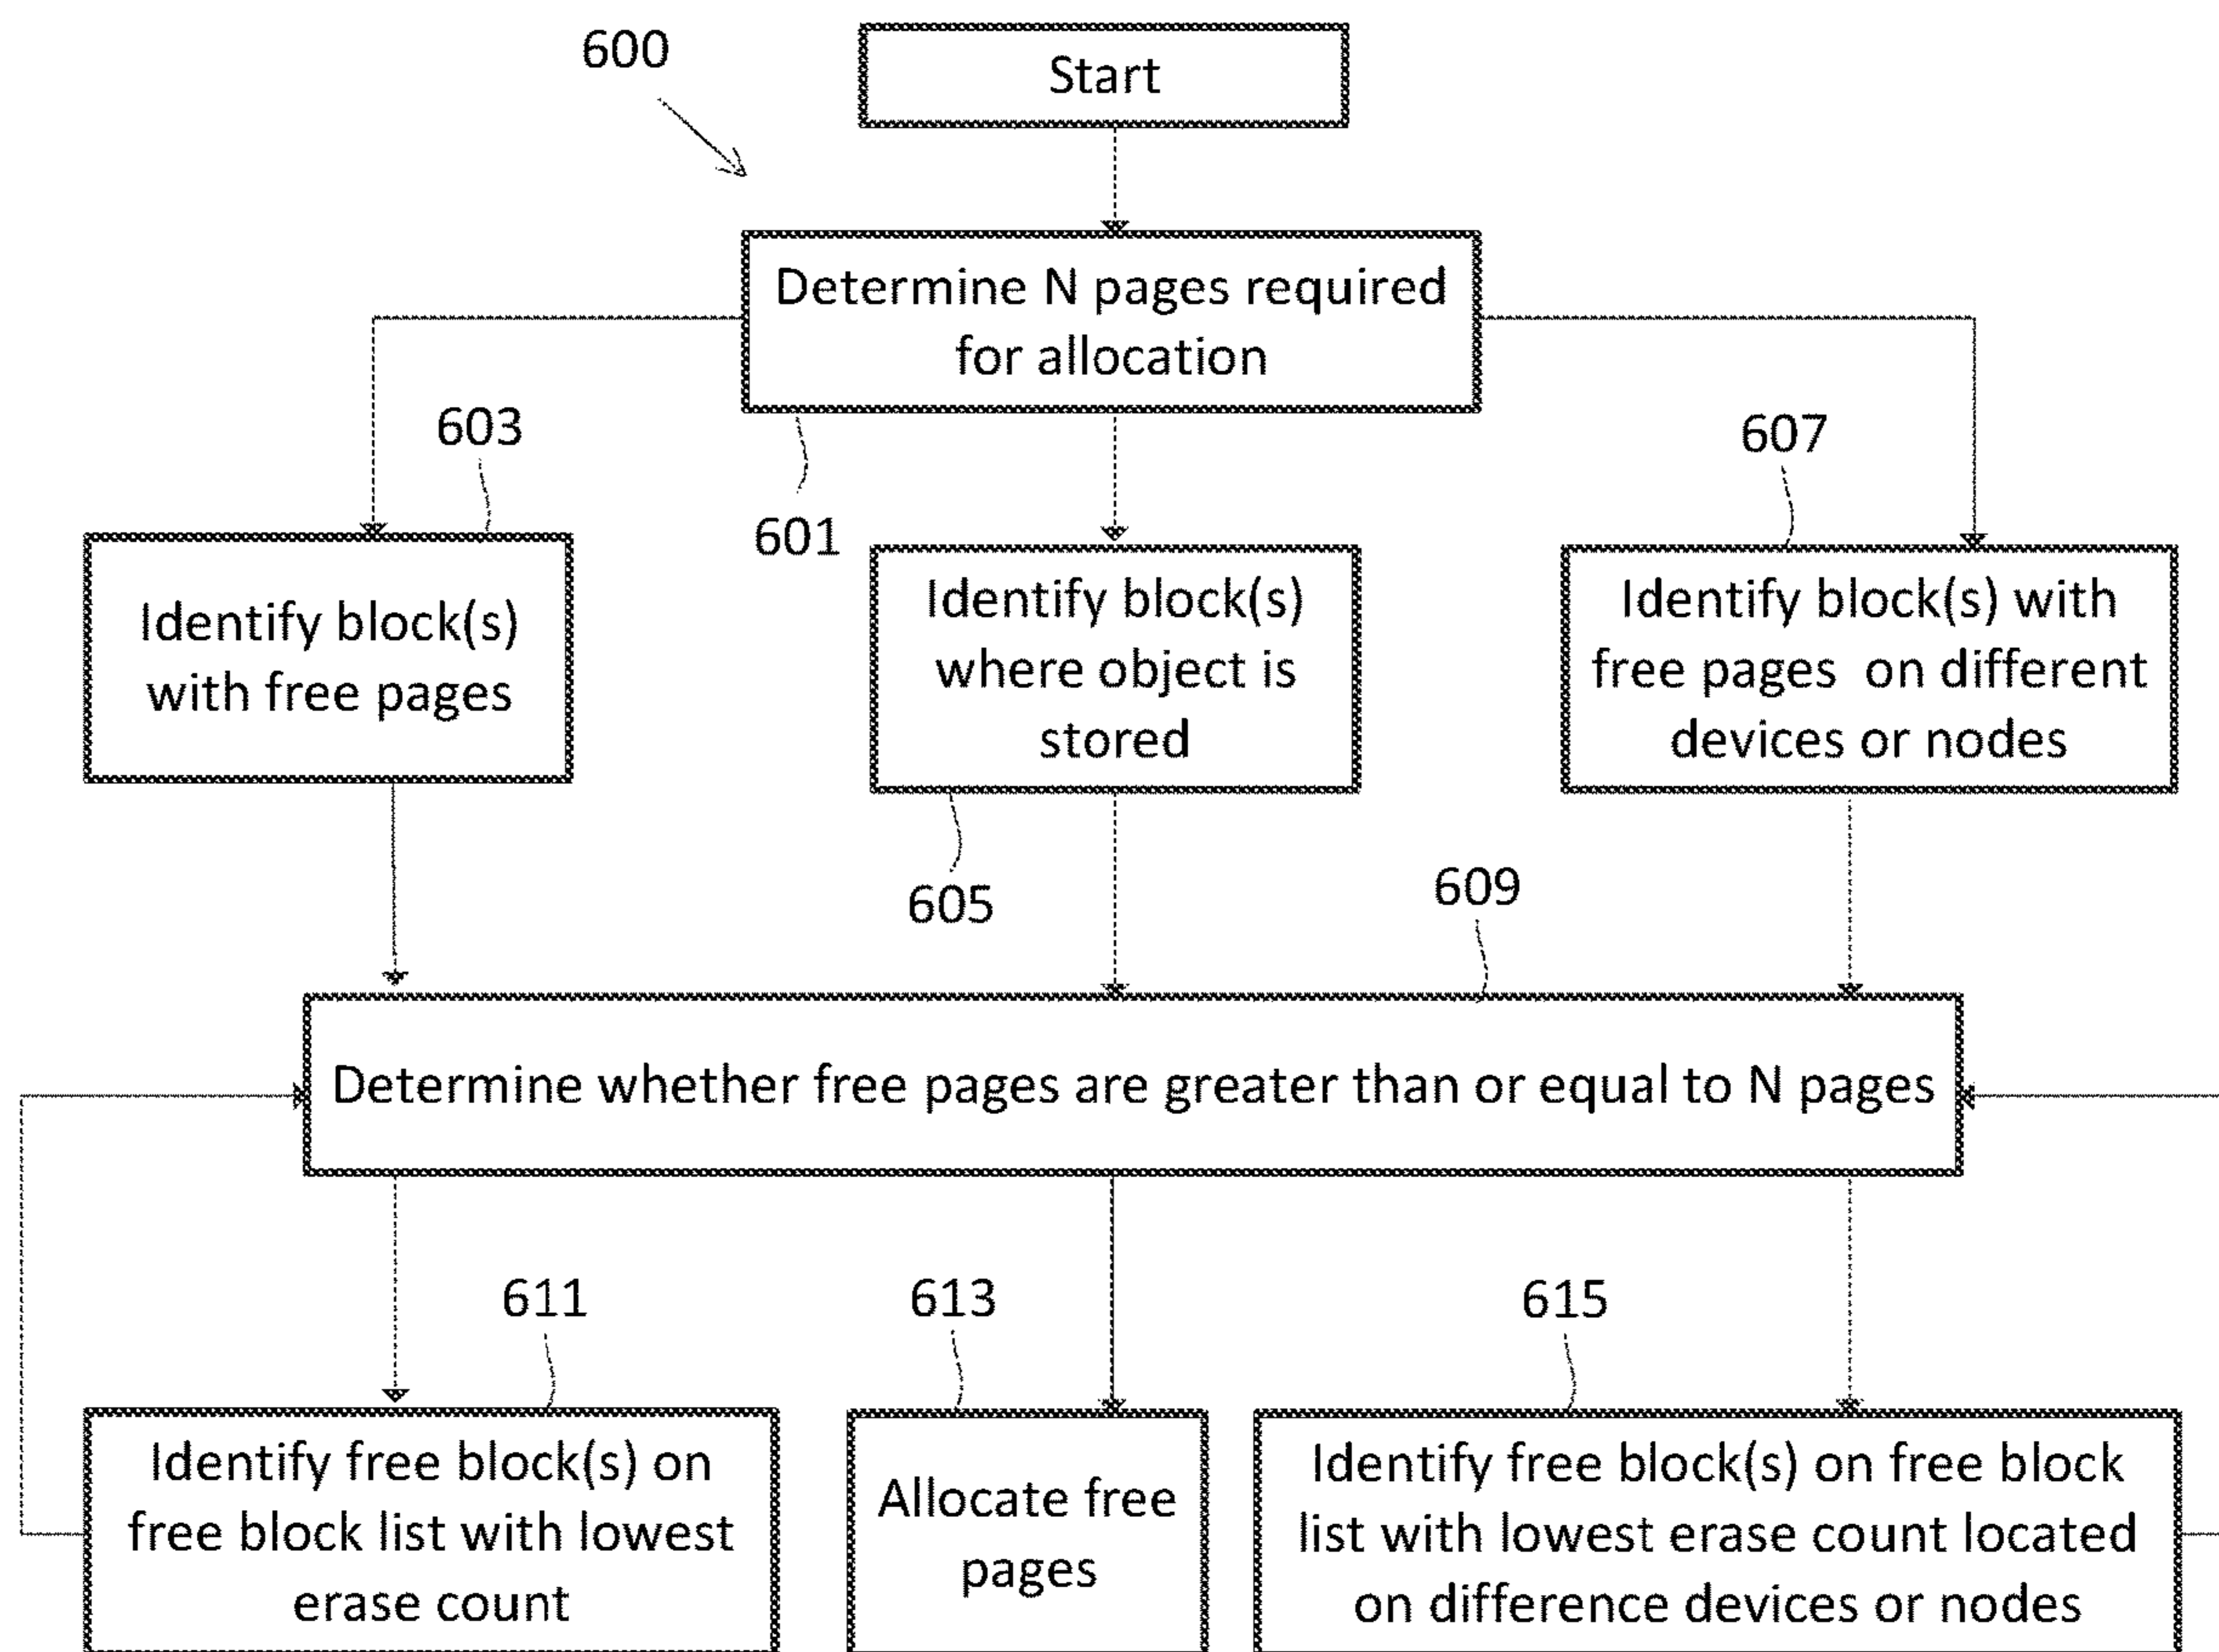 600
Start
Determine N pages required
for allocation
603
607
601
Identify block(s)
with free pages
Identify block(s)
where object is
stored
Identify block(s) with
free pages on different
devices or nodes
605
609
Determine whether free pages are greater than or equal to N pages
611
613
615
Identify free block(s) on
free block list with lowest
erase count
Allocate free
pages
Identify free block(s) on free block
list with lowest erase count located
on difference devices or nodes